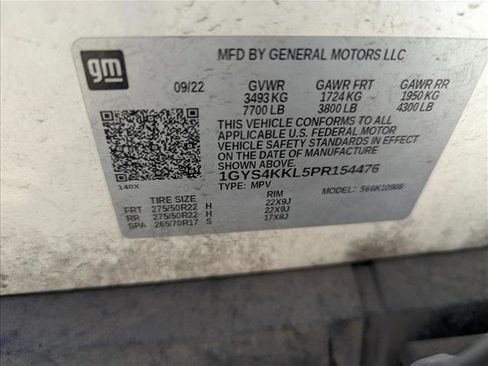 gm
MFD BY GENERAL MOTORS LLC
09/22 GVWR GAWR FRT GAWR RR
3493 KG 1724 KG 1950 KG
7700 LB 3800 LB 4300 LB
THIS VEHICLE CONFORMS TO ALL
APPLICABLE U.S. FEDERAL MOTOR
VEHICLE SAFETY STANDARDS IN EFFECT
ON THE DATE OF MANUFACTURE
SHOWN ABOVE.
1GYS4KKL5PR154476
140X TYPE: MPV MODEL:
TIRE SIZE RIM
FRT 275/50R22 H 22X9J
RR 275/50R22 H 22X9J
SPA 265/70R17 S 17X8J